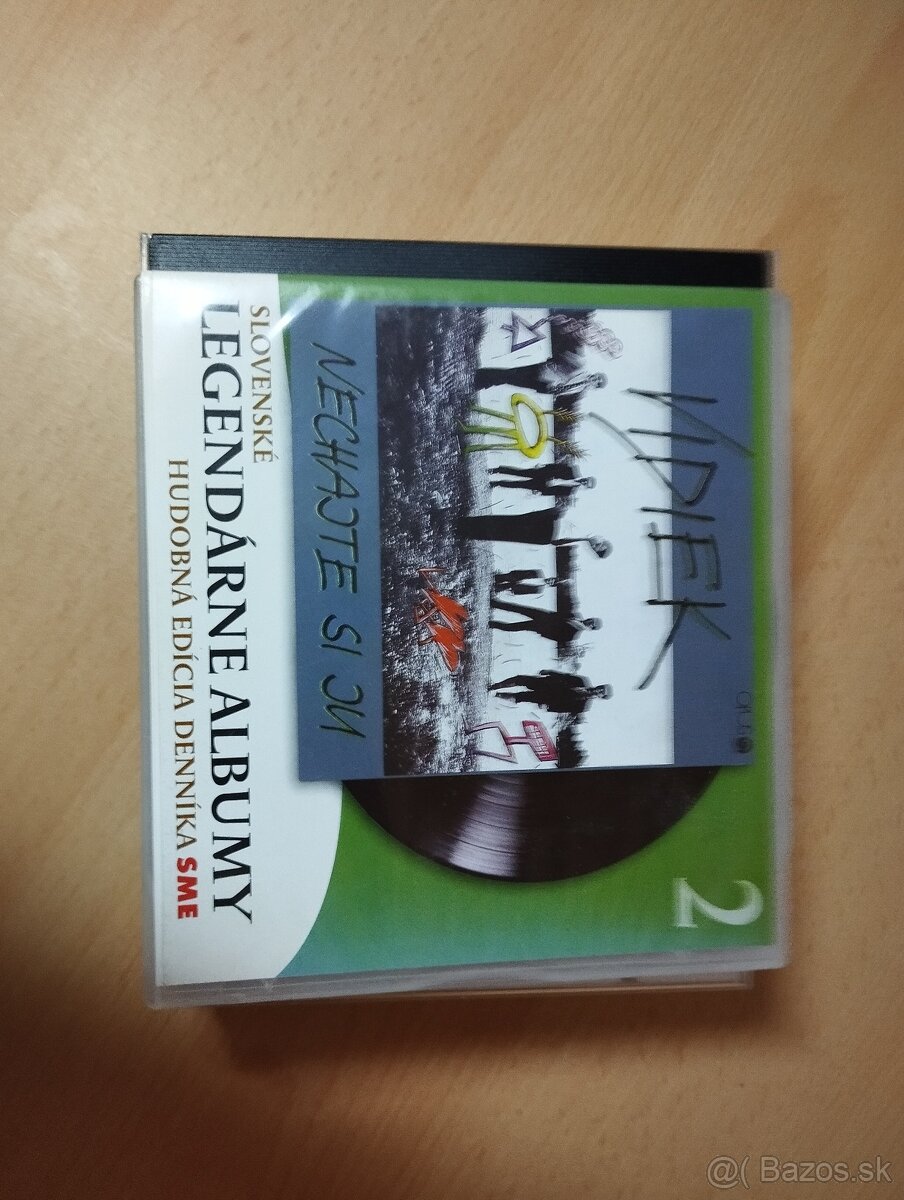 VIDIEK
NECHAJTE SI JU
2
SLOVENSKÉ
LEGENDÁRNE ALBUMY
HUDOBNÁ EDÍCIA DENNÍKA SME
@( Bazos.sk